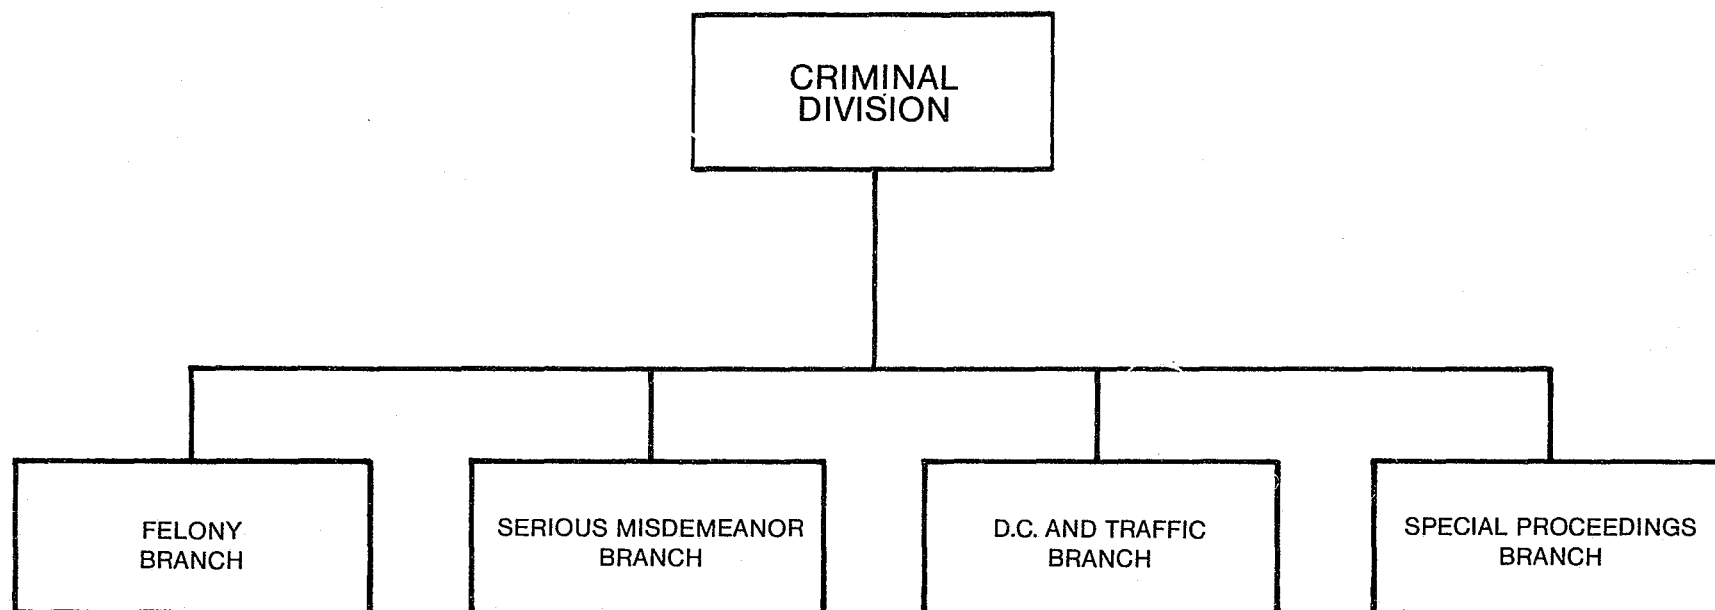 CRIMINAL
DIVISION
FELONY
BRANCH
SERIOUS MISDEMEANOR
BRANCH
D.C. AND TRAFFIC
BRANCH
SPECIAL PROCEEDINGS
BRANCH